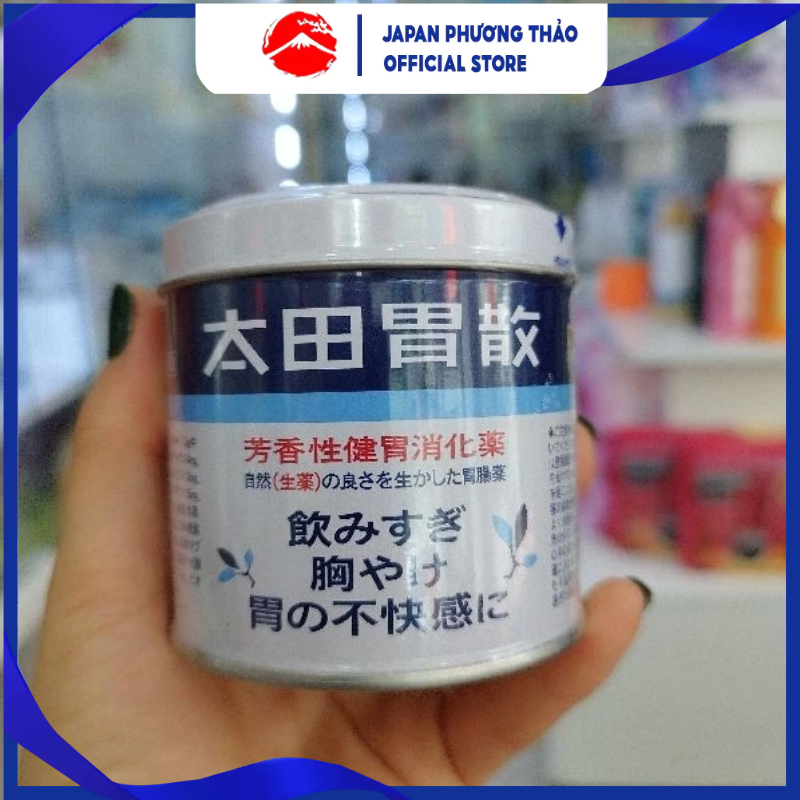 JAPAN PHƯƠNG THẢO
OFFICIAL STORE
太田胃散
芳香性健胃消化薬
自然(生薬)の良さを生かした胃腸薬
飲みすぎ
胸やけ
胃の不快感に